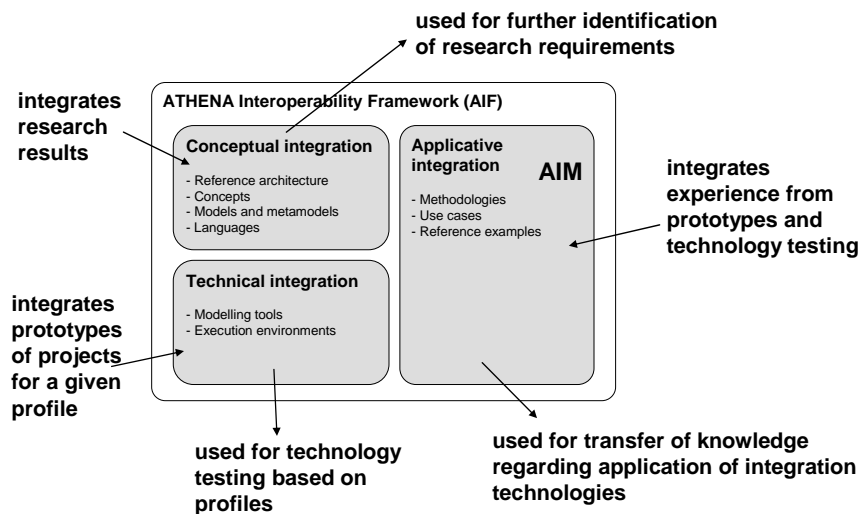 used for further identification
of research requirements
integrates
research
results
ATHENA Interoperability Framework (AIF)
Conceptual integration
- Reference architecture
- Concepts
- Models and metamodels
- Languages
Applicative
integration
AIM
- Methodologies
- Use cases
- Reference examples
integrates
experience from
prototypes and
technology testing
Technical integration
- Modelling tools
- Execution environments
integrates
prototypes
of projects
for a given
profile
used for technology
testing based on
profiles
used for transfer of knowledge
regarding application of integration
technologies